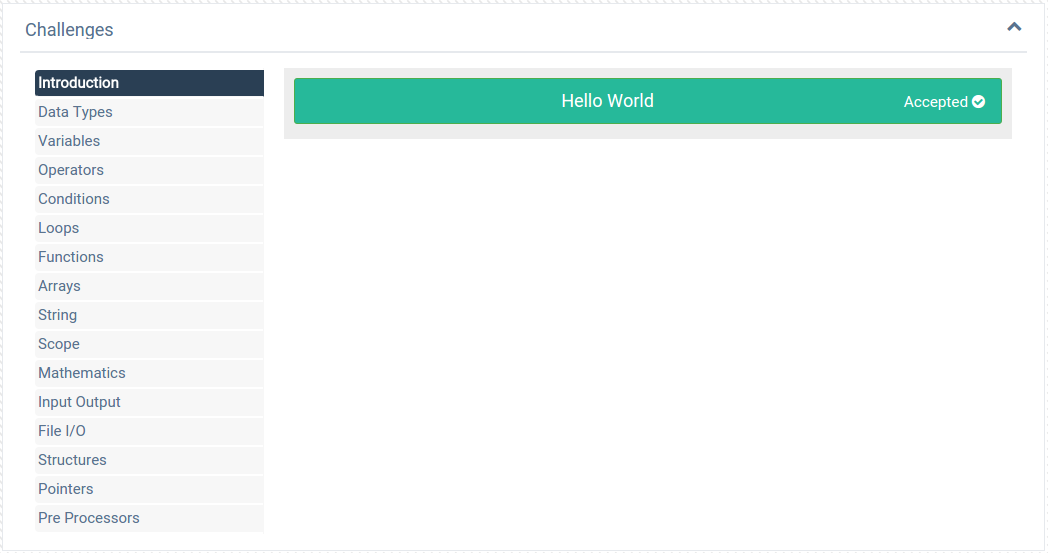 Challenges
Introduction
Hello World
Accepted
Data Types
Variables
Operators
Conditions
Loops
Functions
Arrays
String
Scope
Mathematics
Input Output
File I/O
Structures
Pointers
Pre Processors